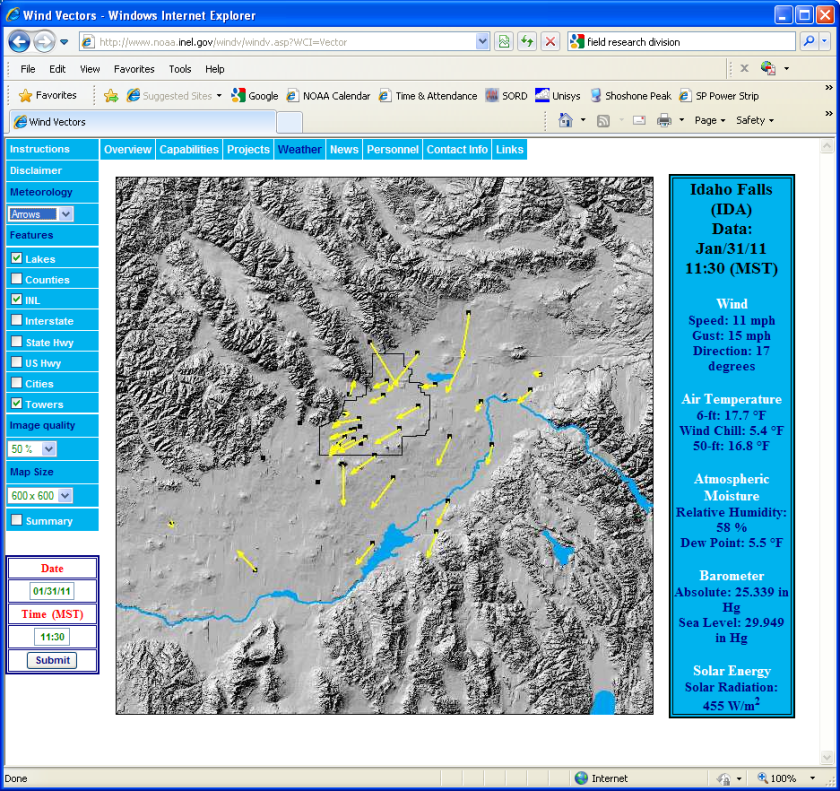 Wind Vectors - Windows Internet Explorer
http://www.noaa.inel.gov/windv/windv.asp?WCI=Vector
field research division
File Edit View Favorites Tools Help
Favorites Suggested Sites Google NOAA Calendar Time & Attendance SORD Unisys Shoshone Peak SP Power Strip
Wind Vectors
Page Safety
Instructions
Overview Capabilities Projects Weather News Personnel Contact Info Links
Disclaimer
Meteorology
Arrows
Features
Lakes
Counties
INL
Interstate
State Hwy
US Hwy
Cities
Towers
Image quality
50 %
Map Size
600 x 600
Summary
Date
01/31/11
Time (MST)
11:30
Submit
Idaho Falls
(IDA)
Data:
Jan/31/11
11:30 (MST)
Wind
Speed: 11 mph
Gust: 15 mph
Direction: 17
degrees
Air Temperature
6-ft: 17.7 °F
Wind Chill: 5.4 °F
50-ft: 16.8 °F
Atmospheric
Moisture
Relative Humidity:
58 %
Dew Point: 5.5 °F
Barometer
Absolute: 25.339 in
Hg
Sea Level: 29.949
in Hg
Solar Energy
Solar Radiation:
455 W/m²
Done
Internet
100%